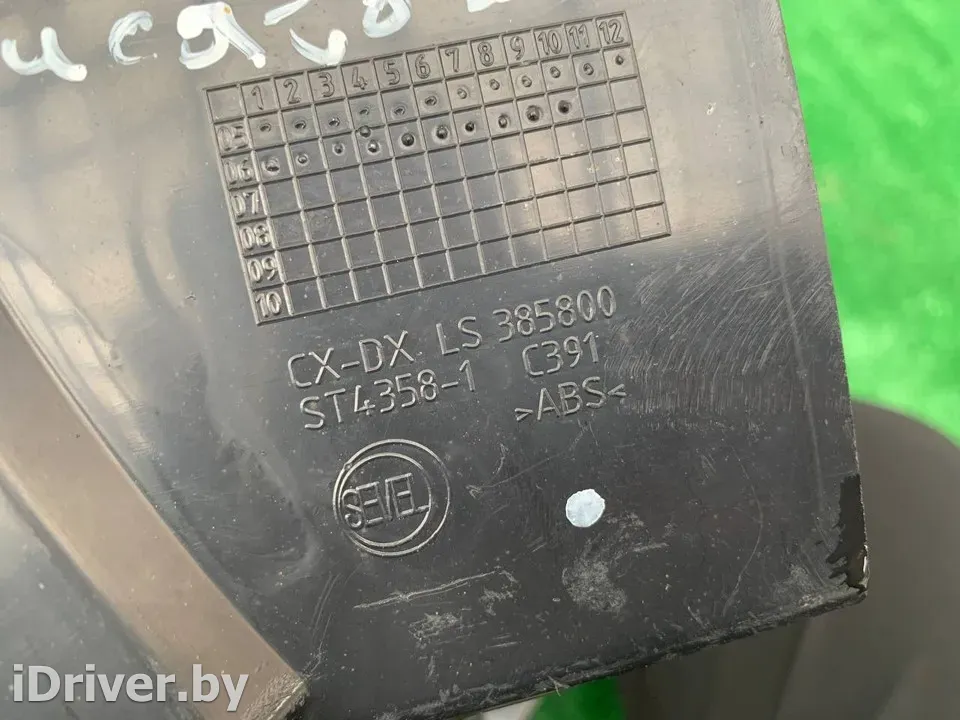 1 2 3 4 5 6 7 8 9 10 11 12
05
06
07
08
09
10
CX-DX LS 385800
ST4358-1 C391
>ABS<
SEVEL
iDriver.by